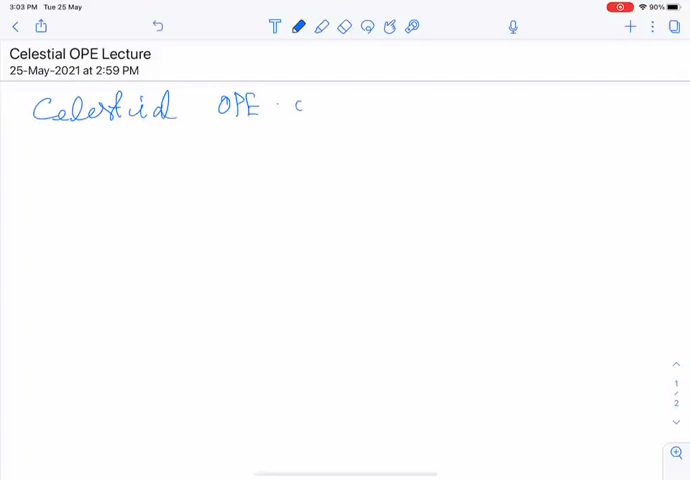 3:03 PM Tue 25 May 90%
T
Celestial OPE Lecture
25-May-2021 at 2:59 PM
Celestial OPE
1
/
2